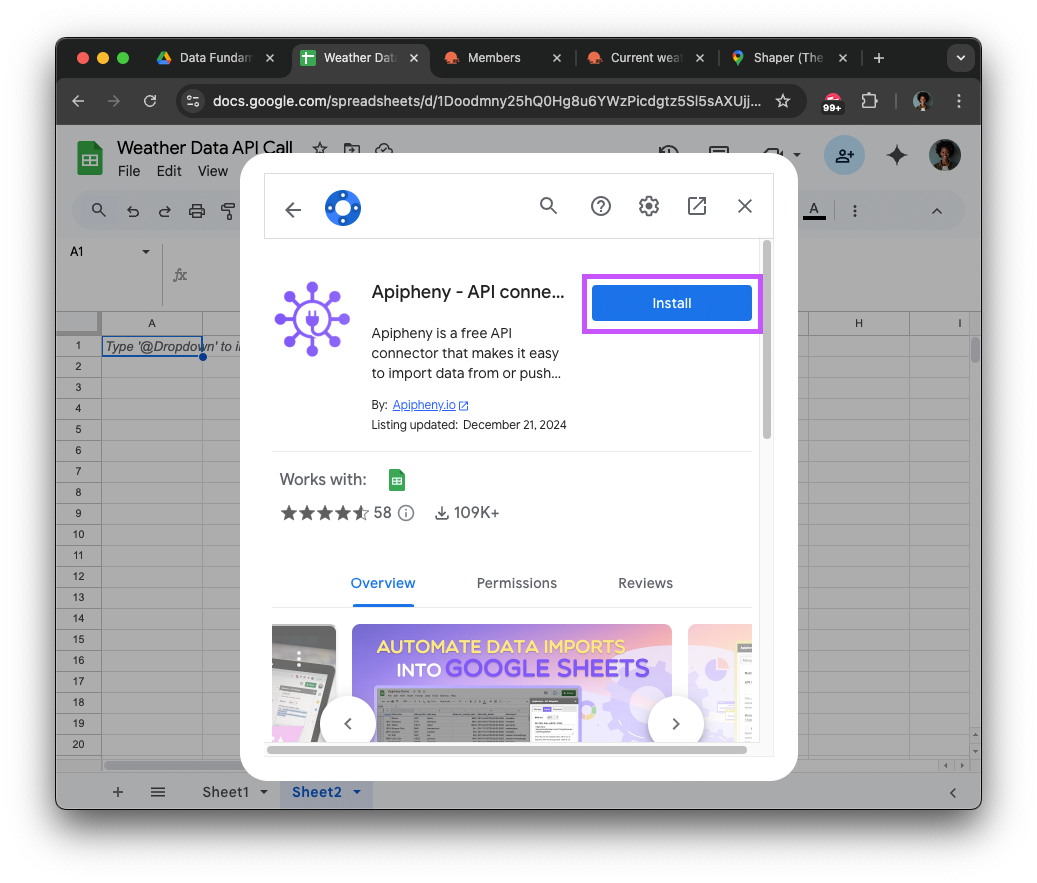 Data Fundam
Weather Data
Members
Current weat
Shaper (The
docs.google.com/spreadsheets/d/1Doodmny25hQ0Hg8u6YWzPicdgtz5Sl5sAXUjj...
99+
Weather Data API Call
File Edit View
A
A1
fx
A H I
1 Type '@Dropdown' to i
2
3
4
5
6
7
8
9
10
11
12
13
14
15
16
17
18
19
20
Apipheny - API conne...
Install
Apipheny is a free API
connector that makes it easy
to import data from or push...
By: Apipheny.io
Listing updated: December 21, 2024
Works with:
58 109K+
Overview Permissions Reviews
AUTOMATE DATA IMPORTS
INTO GOOGLE SHEETS
Sheet1 Sheet2